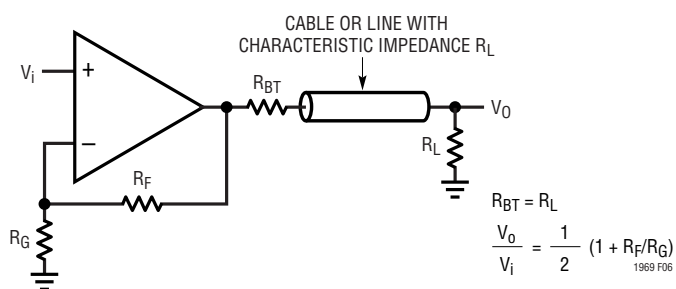 CABLE OR LINE WITH
CHARACTERISTIC IMPEDANCE RL
Vi
+
–
RBT
VO
RL
RF
RG
RBT = RL
Vo
Vi
= 1
2
(1 + RF/RG)
1969 F06